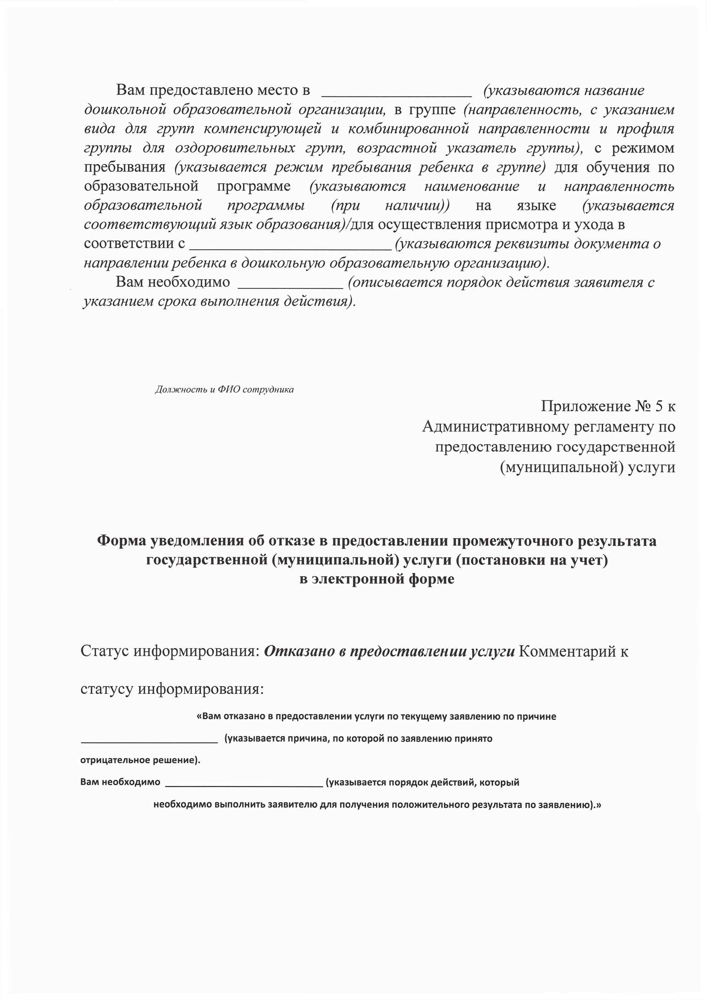 Вам предоставлено место в ___________________ (указываются название
дошкольной образовательной организации, в группе (направленность, с указанием
вида для групп компенсирующей и комбинированной направленности и профиля
группы для оздоровительных групп, возрастной указатель группы), с режимом
пребывания (указывается режим пребывания ребенка в группе) для обучения по
образовательной программе (указываются наименование и направленность
образовательной программы (при наличии)) на языке (указывается
соответствующий язык образования)/для осуществления присмотра и ухода в
соответствии с __________________________ (указываются реквизиты документа о
направлении ребенка в дошкольную образовательную организацию).
Вам необходимо _____________ (описывается порядок действия заявителя с
указанием срока выполнения действия).
Должность и ФИО сотрудника
Приложение № 5 к
Административному регламенту по
предоставлению государственной
(муниципальной) услуги
Форма уведомления об отказе в предоставлении промежуточного результата
государственной (муниципальной) услуги (постановки на учет)
в электронной форме
Статус информирования: Отказано в предоставлении услуги Комментарий к
статусу информирования:
«Вам отказано в предоставлении услуги по текущему заявлению по причине
__________________________ (указывается причина, по которой по заявлению принято
отрицательное решение).
Вам необходимо ______________________________ (указывается порядок действий, который
необходимо выполнить заявителю для получения положительного результата по заявлению).»